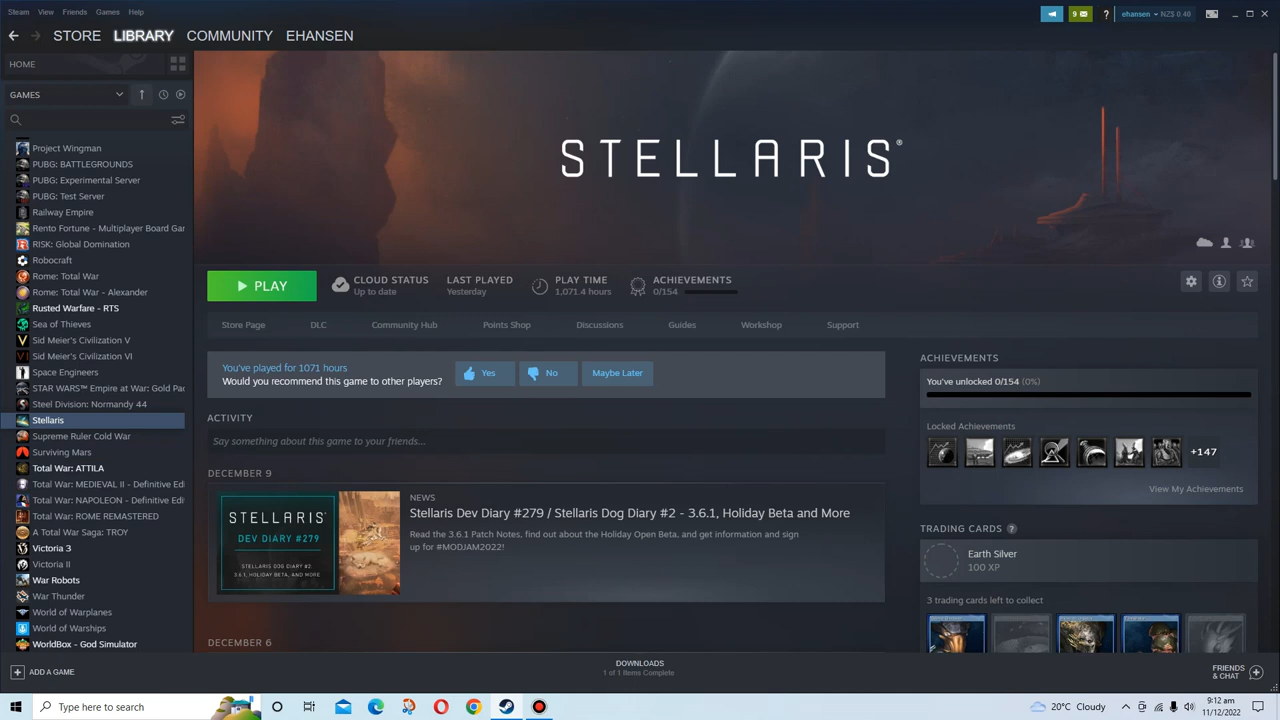 Steam View Friends Games Help
9 ? ehansen NZ$ 0.40
STORE LIBRARY COMMUNITY EHANSEN
HOME
GAMES
Project Wingman
PUBG: BATTLEGROUNDS
PUBG: Experimental Server
PUBG: Test Server
Railway Empire
Rento Fortune - Multiplayer Board Gar
RISK: Global Domination
Robocraft
Rome: Total War
Rome: Total War - Alexander
Rusted Warfare - RTS
Sea of Thieves
Sid Meier's Civilization V
Sid Meier's Civilization VI
Space Engineers
STAR WARS™ Empire at War: Gold Pac
Steel Division: Normandy 44
Stellaris
Supreme Ruler Cold War
Surviving Mars
Total War: ATTILA
Total War: MEDIEVAL II - Definitive Edi
Total War: NAPOLEON - Definitive Edi
Total War: ROME REMASTERED
A Total War Saga: TROY
Victoria 3
Victoria II
War Robots
War Thunder
World of Warplanes
World of Warships
WorldBox - God Simulator
STELLARIS®
PLAY
CLOUD STATUS
Up to date
LAST PLAYED
Yesterday
PLAY TIME
1,071.4 hours
ACHIEVEMENTS
0/154
Store Page DLC Community Hub Points Shop Discussions Guides Workshop Support
You've played for 1071 hours
Would you recommend this game to other players?
Yes No Maybe Later
ACTIVITY
Say something about this game to your friends...
DECEMBER 9
STELLARIS®
DEV DIARY #279
STELLARIS DOG DIARY #2:
3.6.1, HOLIDAY BETA, AND MORE
NEWS
Stellaris Dev Diary #279 / Stellaris Dog Diary #2 - 3.6.1, Holiday Beta and More
Read the 3.6.1 Patch Notes, find out about the Holiday Open Beta, and get information and sign
up for #MODJAM2022!
DECEMBER 6
ACHIEVEMENTS
You've unlocked 0/154 (0%)
Locked Achievements
+147
View My Achievements
TRADING CARDS ?
Earth Silver
100 XP
3 trading cards left to collect
ADD A GAME
DOWNLOADS
1 of 1 Items Complete
FRIENDS
& CHAT
Type here to search
20°C Cloudy
9:12 am
11/12/2022